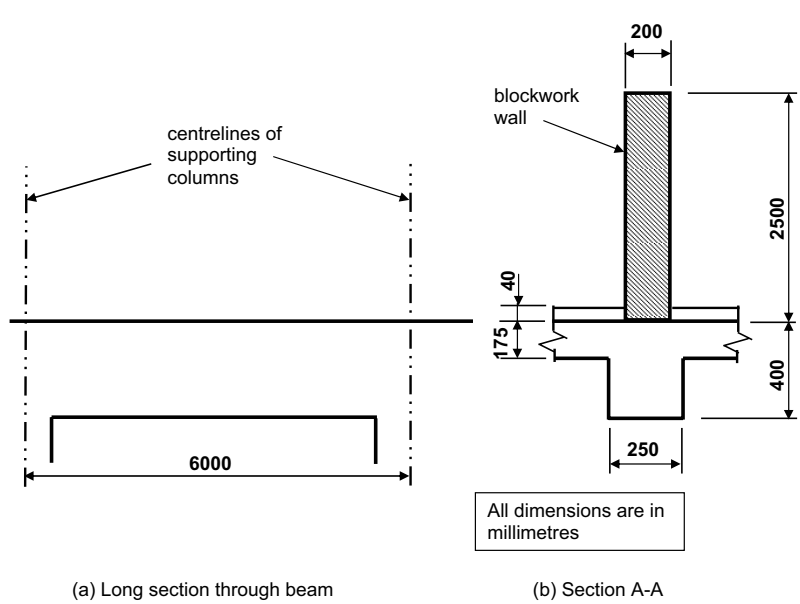 200
blockwork
wall
centrelines of
supporting
columns
2500
40
175
400
6000
250
All dimensions are in
millimetres
(a) Long section through beam
(b) Section A-A